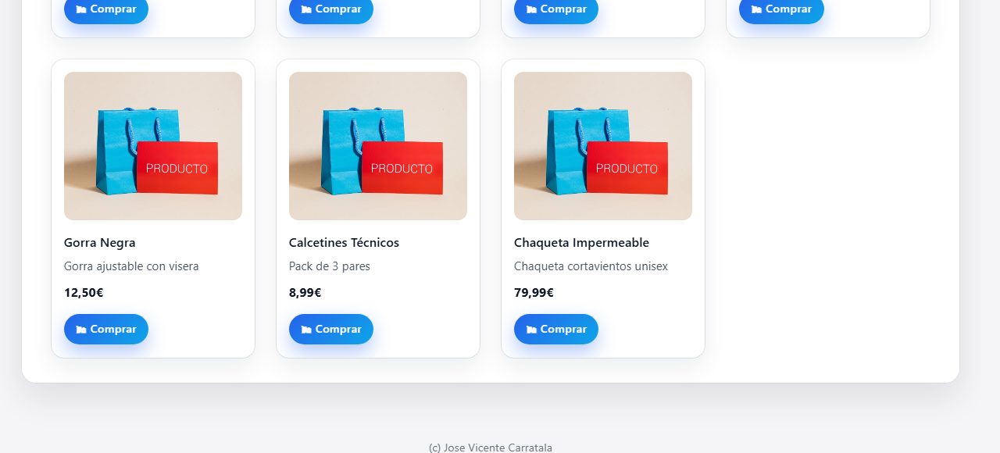 Comprar
Comprar
Comprar
Comprar
PRODUCTO
PRODUCTO
PRODUCTO
Gorra Negra
Calcetines Técnicos
Chaqueta Impermeable
Gorra ajustable con visera
Pack de 3 pares
Chaqueta cortavientos unisex
12,50€
8,99€
79,99€
Comprar
Comprar
Comprar
(c) Jose Vicente Carratala